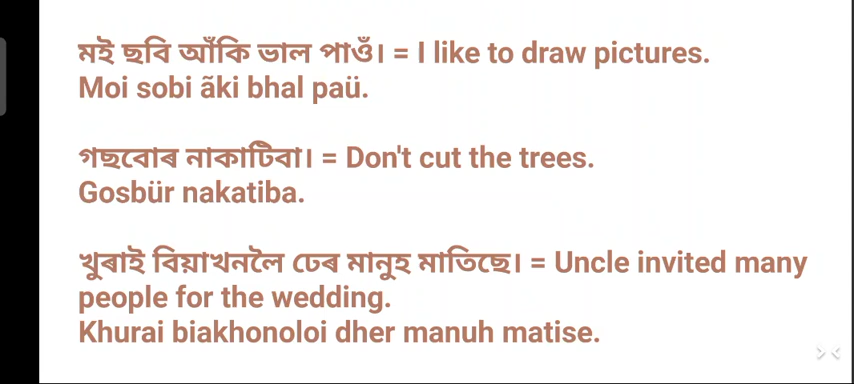 মই ছবি আঁকি ভাল পাওঁ। = I like to draw pictures.
Moi sobi ãki bhal paü.
গছবোৰ নাকাটিবা। = Don't cut the trees.
Gosbür nakatiba.
খুৰাই বিয়াখনলৈ ঢেৰ মানুহ মাতিছে। = Uncle invited many
people for the wedding.
Khurai biakhonoloi dher manuh matise.